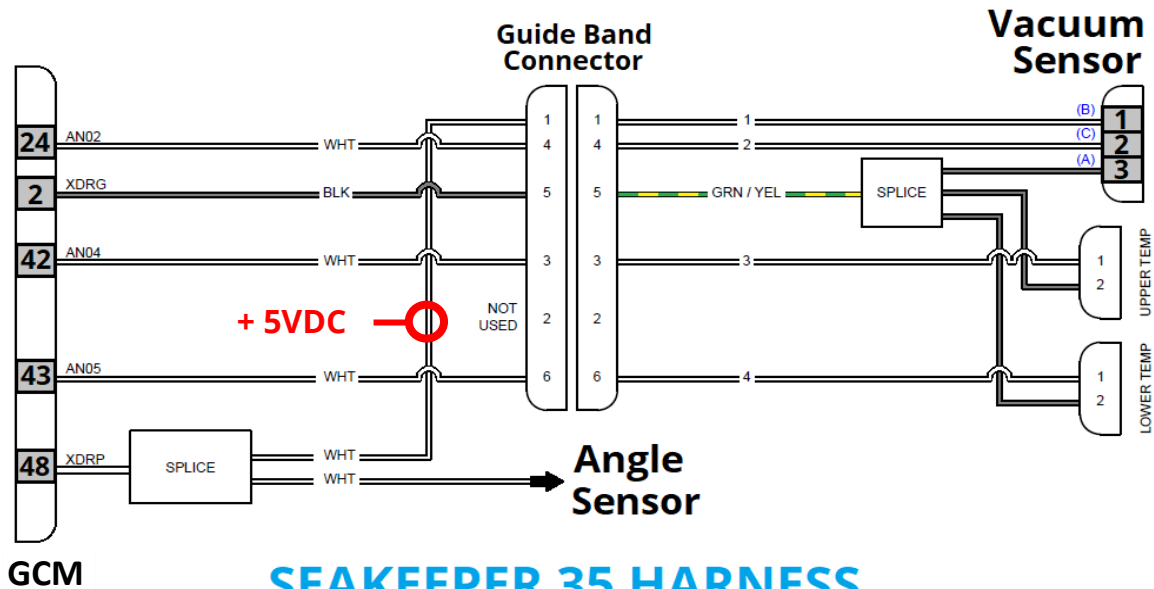 Guide Band
Connector
Vacuum
Sensor
24
AN02
WHT
1
4
1
4
1
2
(B)
1
(C)
2
(A)
3
2
XDRG
BLK
5
5
GRN / YEL
SPLICE
42
AN04
WHT
3
3
3
1
2
UPPER TEMP
+ 5VDC
NOT
USED
2
2
43
AN05
WHT
6
6
4
1
2
LOWER TEMP
48
XDRP
SPLICE
WHT
WHT
Angle
Sensor
GCM
SEAKEEPER 35 HARNESS